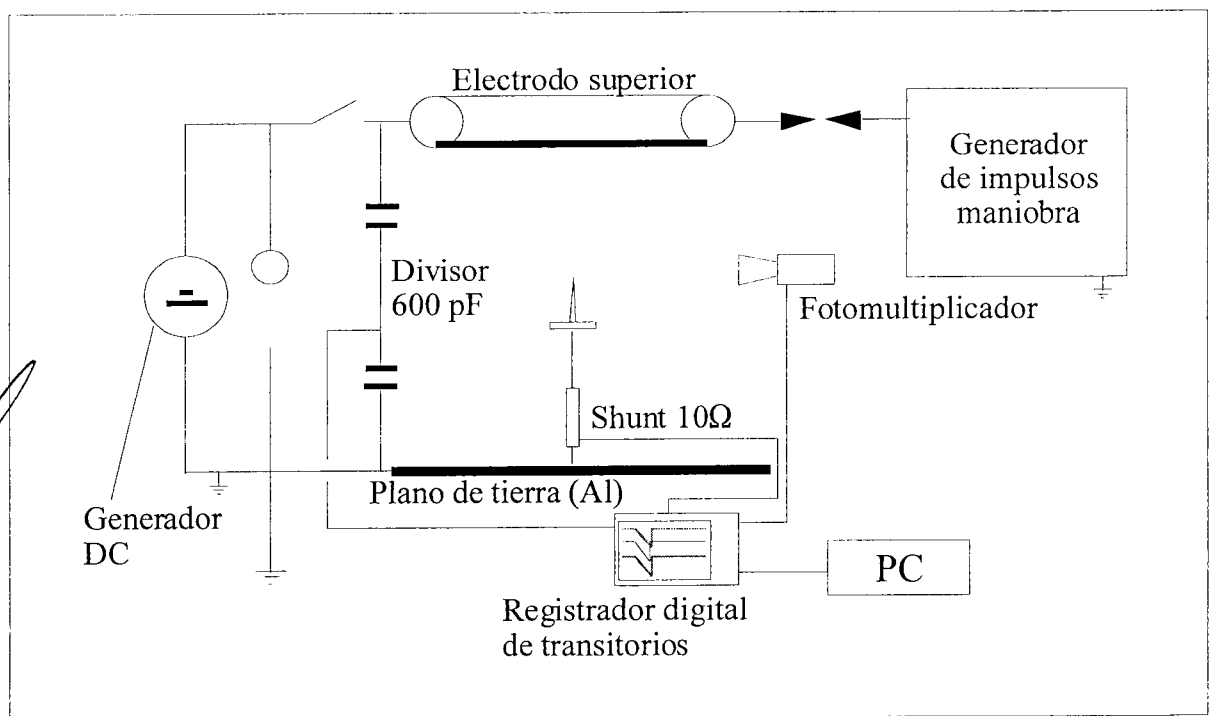 Electrodo superior
Generador
de impulsos
maniobra
Divisor
600 pF
Fotomultiplicador
Shunt 10Ω
Plano de tierra (Al)
Generador
DC
PC
Registrador digital
de transitorios